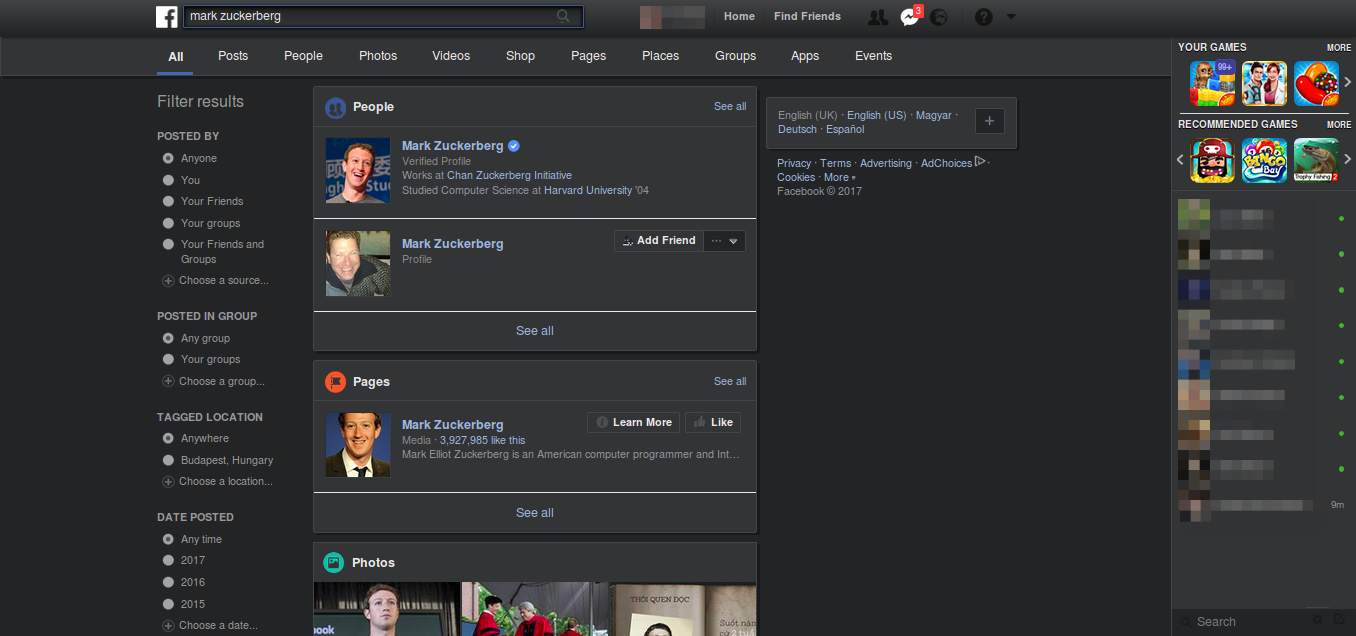 mark zuckerberg
Home
Find Friends
3
All
Posts
People
Photos
Videos
Shop
Pages
Places
Groups
Apps
Events
Filter results
POSTED BY
Anyone
You
Your Friends
Your groups
Your Friends and
Groups
Choose a source...
POSTED IN GROUP
Any group
Your groups
Choose a group...
TAGGED LOCATION
Anywhere
Budapest, Hungary
Choose a location...
DATE POSTED
Any time
2017
2016
2015
Choose a date...
People
See all
Mark Zuckerberg
Verified Profile
Works at Chan Zuckerberg Initiative
Studied Computer Science at Harvard University '04
Mark Zuckerberg
Profile
Add Friend
See all
Pages
See all
Mark Zuckerberg
Media · 3,927,985 like this
Mark Elliot Zuckerberg is an American computer programmer and Int...
Learn More
Like
See all
Photos
ook
THÓI QUEN ĐỌC
English (UK) · English (US) · Magyar ·
Deutsch · Español
Privacy · Terms · Advertising · AdChoices ·
Cookies · More
Facebook © 2017
YOUR GAMES
MORE
99+
RECOMMENDED GAMES
MORE
BINGO
Bay
Trophy Fishing 2
9m
Search